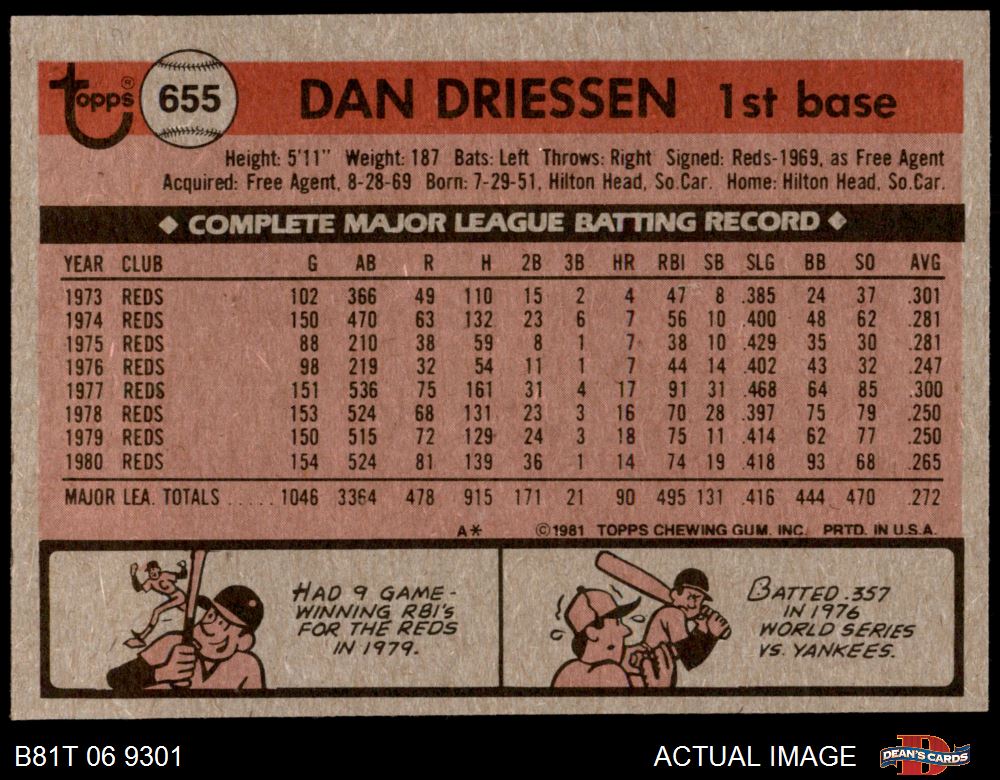 Topps® 655 DAN DRIESSEN 1st base
Height: 5'11" Weight: 187 Bats: Left Throws: Right Signed: Reds-1969, as Free Agent
Acquired: Free Agent, 8-28-69 Born: 7-29-51, Hilton Head, So.Car. Home: Hilton Head, So.Car.
◆ COMPLETE MAJOR LEAGUE BATTING RECORD ◆
YEAR CLUB G AB R H 2B 3B HR RBI SB SLG BB SO AVG
1973 REDS 102 366 49 110 15 2 4 47 8 .385 24 37 .301
1974 REDS 150 470 63 132 23 6 7 56 10 .400 48 62 .281
1975 REDS 88 210 38 59 8 1 7 38 10 .429 35 30 .281
1976 REDS 98 219 32 54 11 1 7 44 14 .402 43 32 .247
1977 REDS 151 536 75 161 31 4 17 91 31 .468 64 85 .300
1978 REDS 153 524 68 131 23 3 16 70 28 .397 75 79 .250
1979 REDS 150 515 72 129 24 3 18 75 11 .414 62 77 .250
1980 REDS 154 524 81 139 36 1 14 74 19 .418 93 68 .265
MAJOR LEA. TOTALS ..... 1046 3364 478 915 171 21 90 495 131 .416 444 470 .272
A* ©1981 TOPPS CHEWING GUM, INC. PRTD. IN U.S.A.
HAD 9 GAME-
WINNING RBI's
FOR THE REDS
IN 1979.
BATTED .357
IN 1976
WORLD SERIES
VS. YANKEES.
B81T 06 9301 ACTUAL IMAGE DEAN'S CARDS